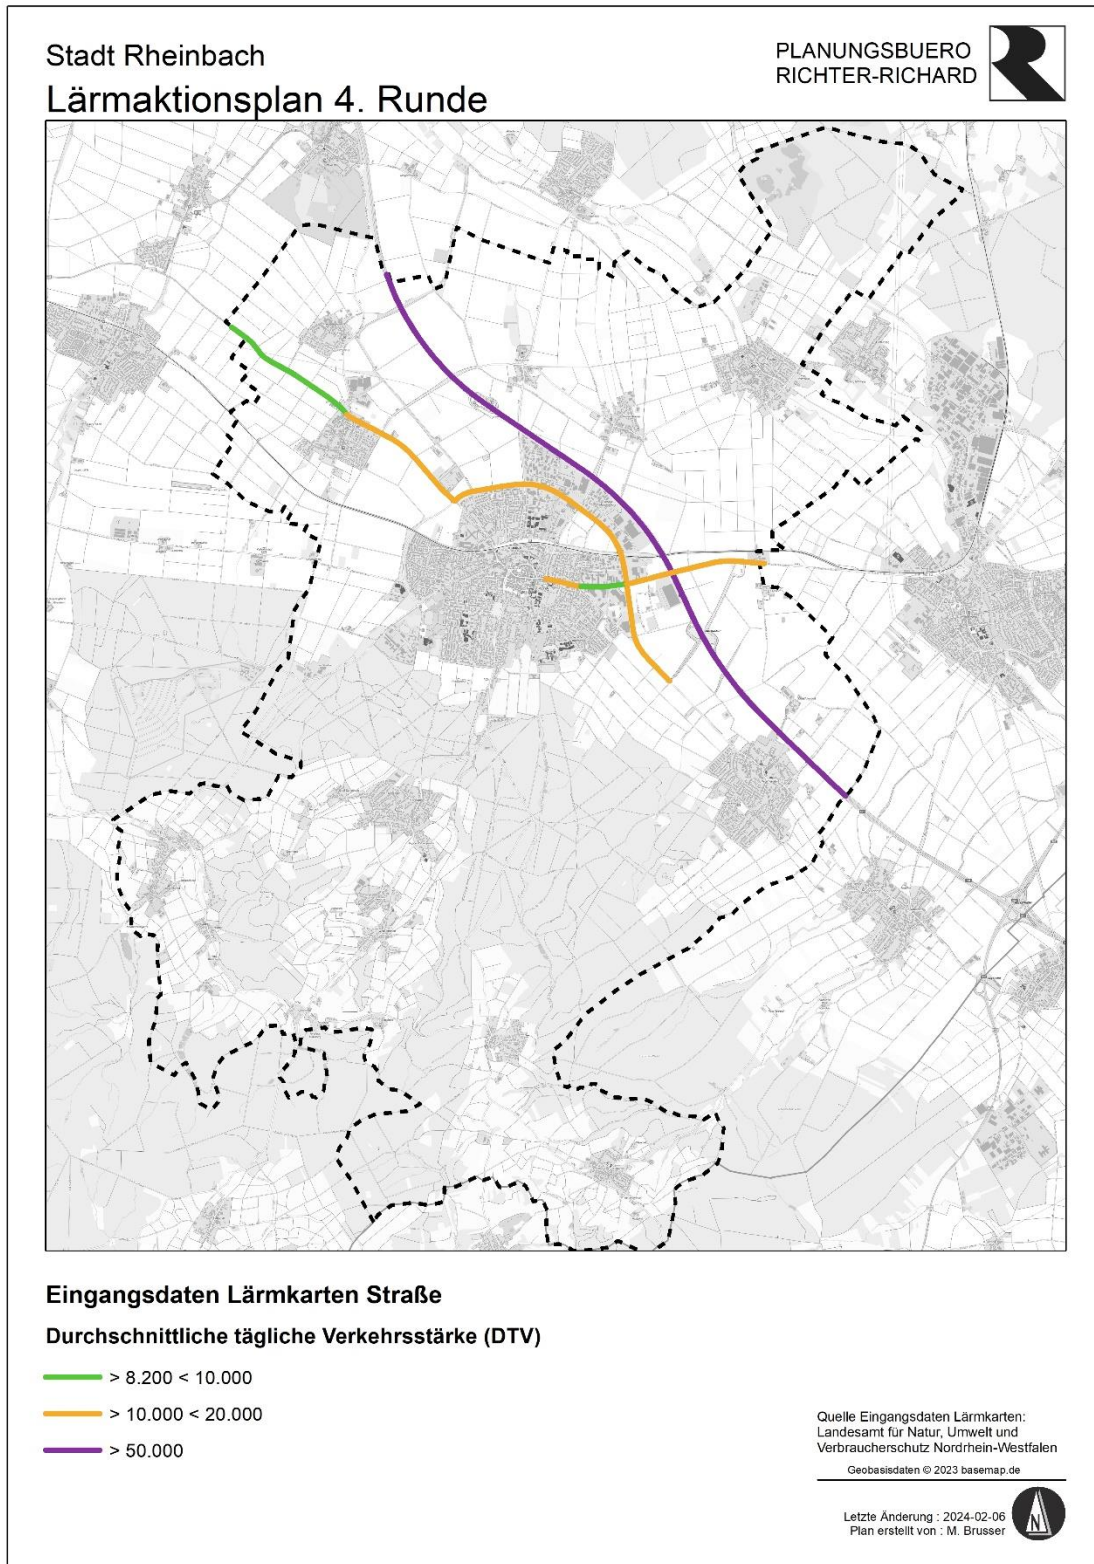 Stadt Rheinbach
Lärmaktionsplan 4. Runde
PLANUNGSBUERO
RICHTER-RICHARD
Eingangsdaten Lärmkarten Straße
Durchschnittliche tägliche Verkehrsstärke (DTV)
> 8.200 < 10.000
> 10.000 < 20.000
> 50.000
Quelle Eingangsdaten Lärmkarten:
Landesamt für Natur, Umwelt und
Verbraucherschutz Nordrhein-Westfalen
Geobasisdaten © 2023 basemap.de
Letzte Änderung : 2024-02-06
Plan erstellt von : M. Brusser
N